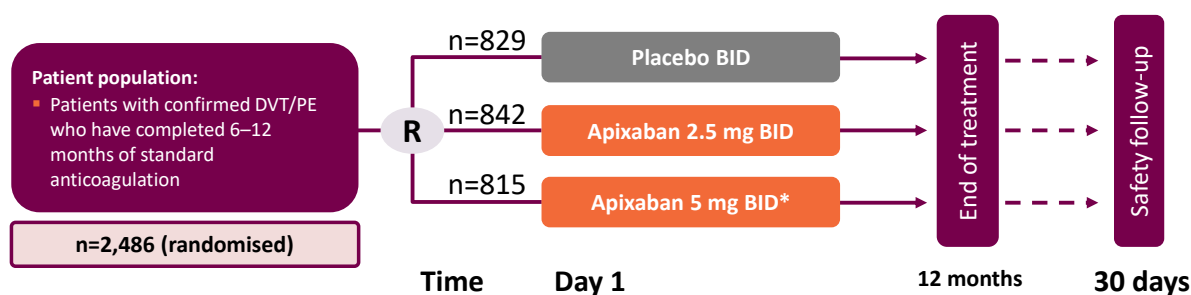 Patient population:
▪ Patients with confirmed DVT/PE
who have completed 6–12
months of standard
anticoagulation
n=2,486 (randomised)
R
n=829
Placebo BID
n=842
Apixaban 2.5 mg BID
n=815
Apixaban 5 mg BID*
End of treatment
Safety follow-up
Time
Day 1
12 months
30 days